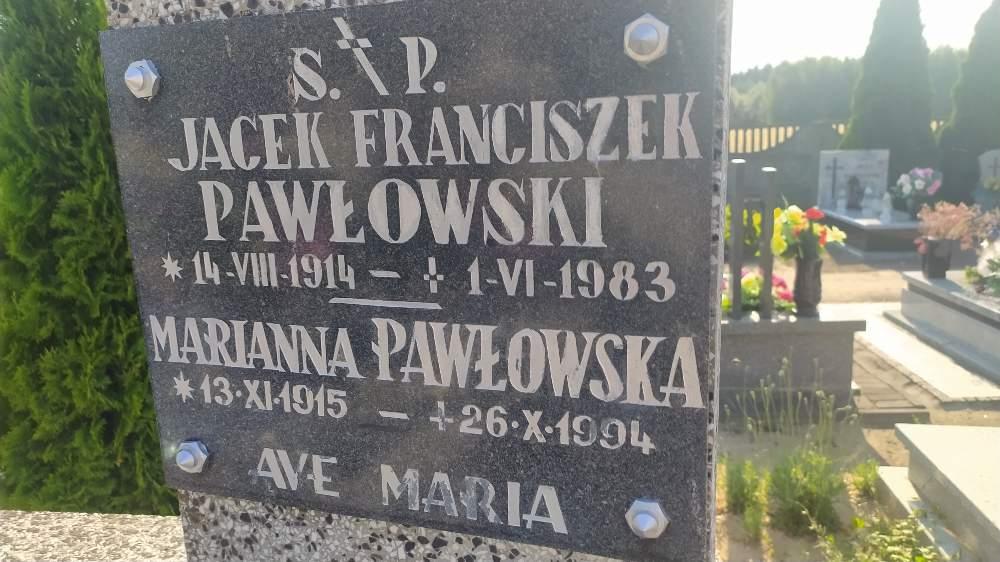 S. P.
JACEK FRANCISZEK
PAWŁOWSKI
* 14-VIII-1914 – † 1-VI-1983
MARIANNA PAWŁOWSKA
* 13·XI·1915 – † 26·X·1994
AVE MARIA